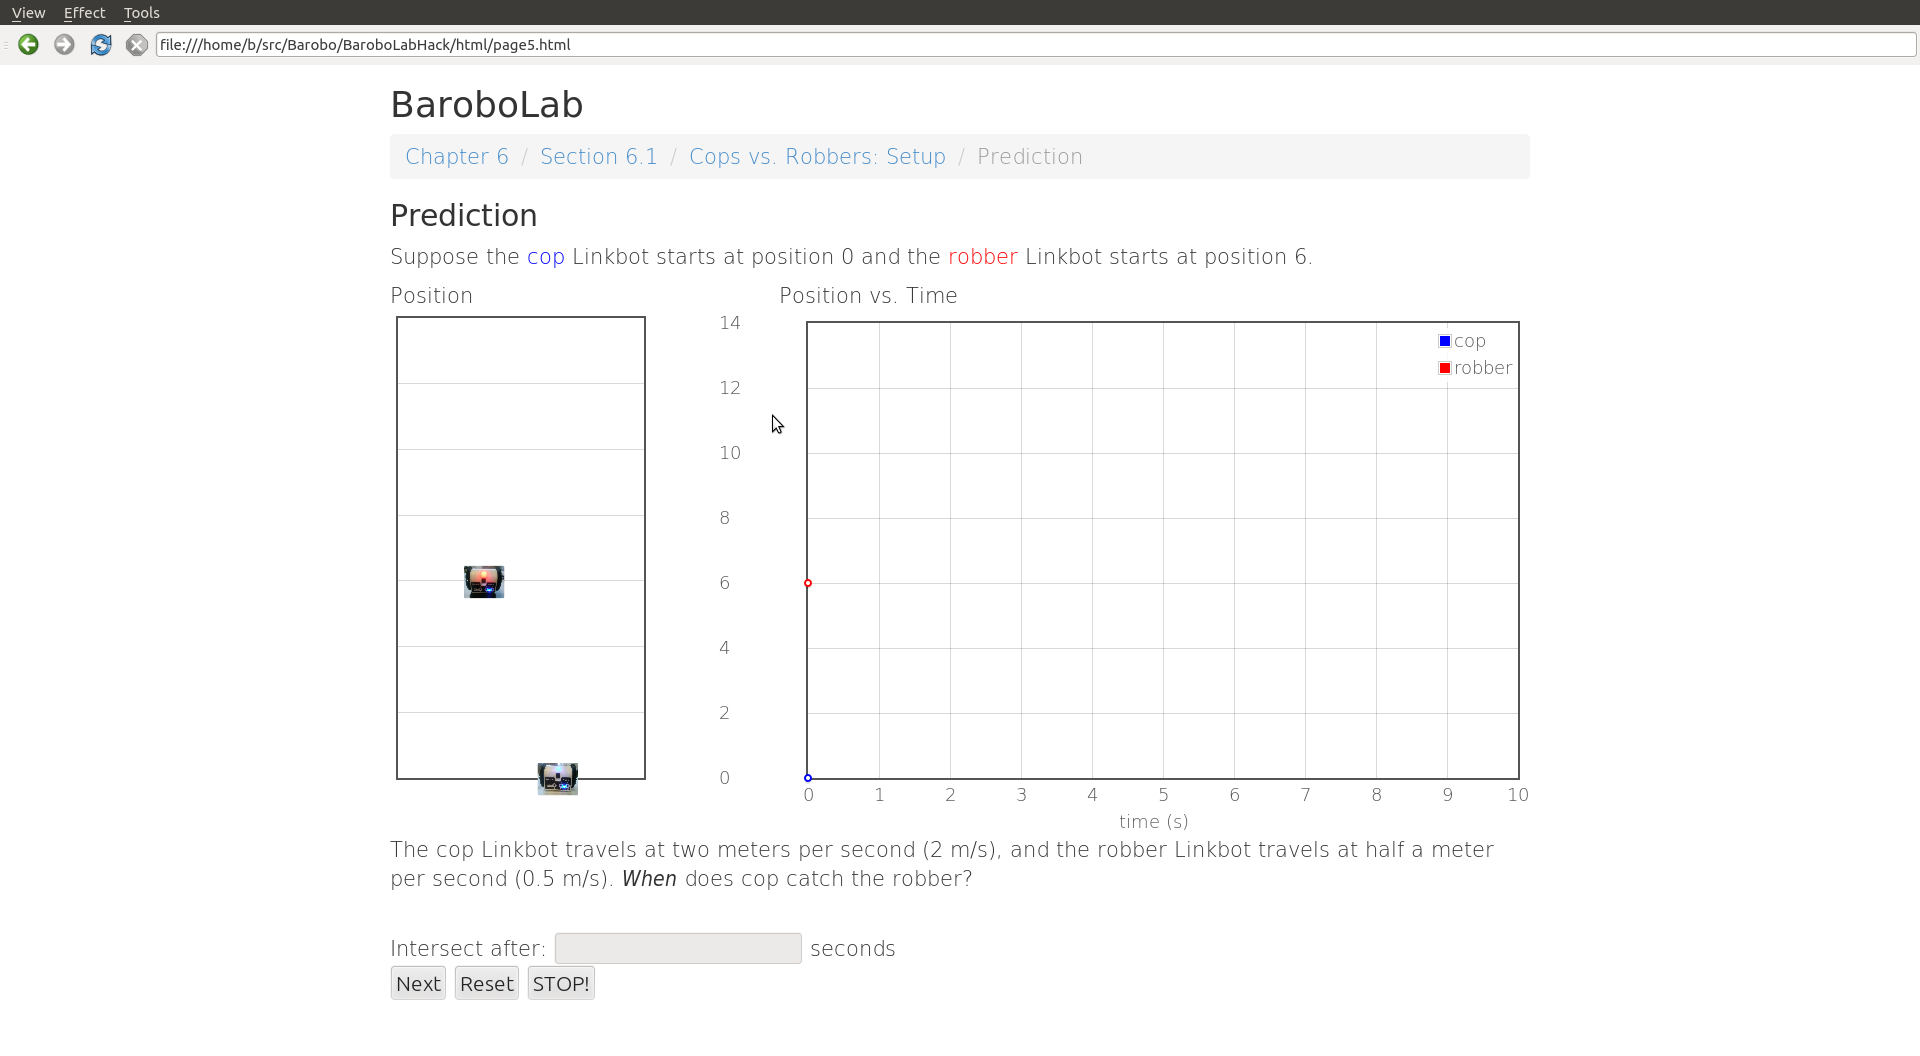 View Effect Tools
file:///home/b/src/Barobo/BaroboLabHack/html/page5.html
BaroboLab
Chapter 6 / Section 6.1 / Cops vs. Robbers: Setup / Prediction
Prediction
Suppose the cop Linkbot starts at position 0 and the robber Linkbot starts at position 6.
Position
Position vs. Time
14
12
10
8
6
4
2
0
cop
robber
0 1 2 3 4 5 6 7 8 9 10
time (s)
The cop Linkbot travels at two meters per second (2 m/s), and the robber Linkbot travels at half a meter
per second (0.5 m/s). When does cop catch the robber?
Intersect after: seconds
Next Reset STOP!